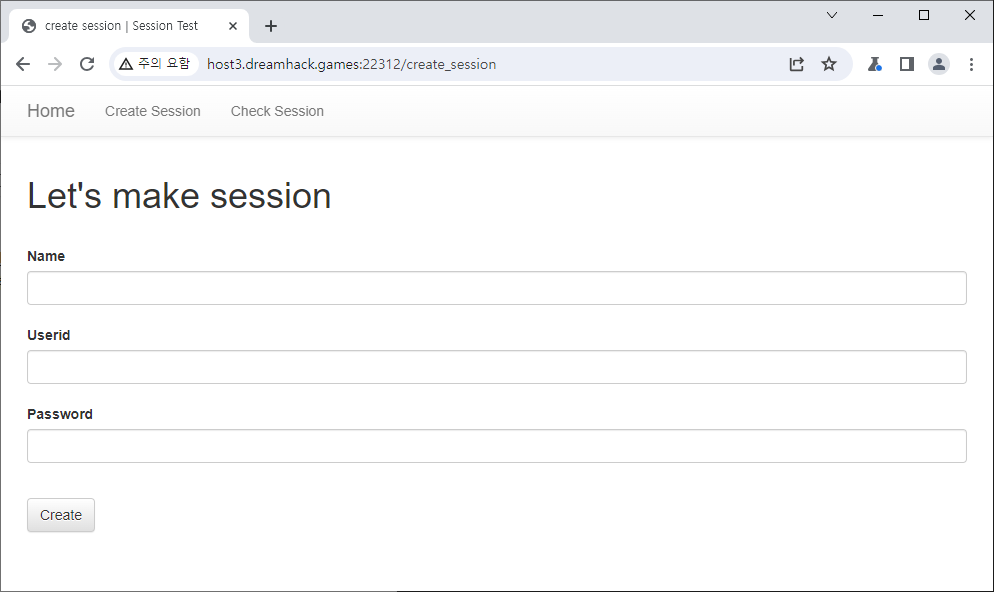 create session | Session Test
주의 요함 host3.dreamhack.games:22312/create_session
Home Create Session Check Session
Let's make session
Name
Userid
Password
Create